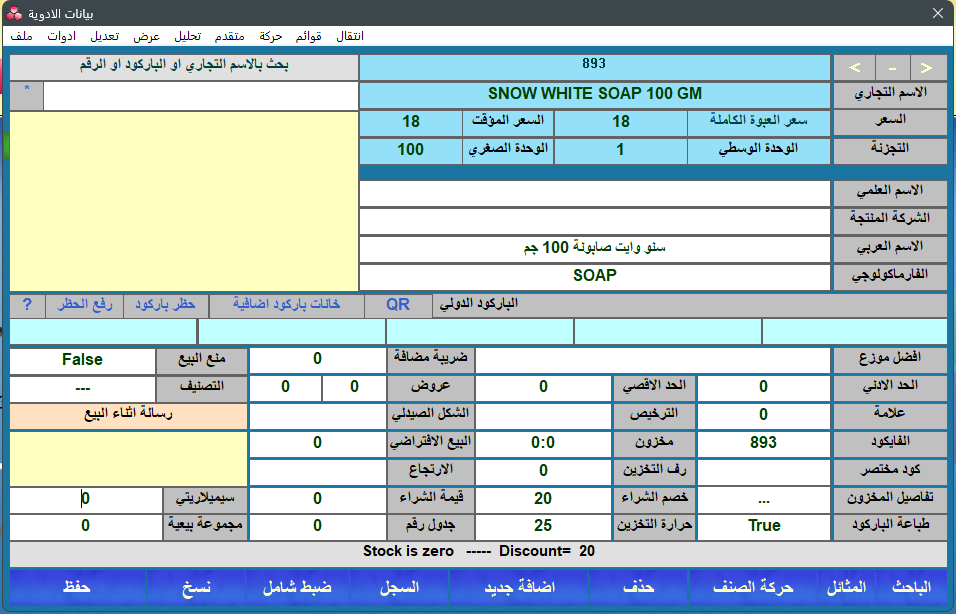 بيانات الادوية
ملف ادوات تعديل عرض تحليل متقدم حركة قوائم انتقال
< - > 893 بحث بالاسم التجاري او الباركود او الرقم
الاسم التجاري SNOW WHITE SOAP 100 GM *
السعر سعر العبوة الكاملة 18 السعر المؤقت 18
التجزئة الوحدة الوسطي 1 الوحدة الصغري 100
الاسم العلمي
الشركة المنتجة
الاسم العربي سنو وايت صابونة 100 جم
الفارماكولوجي SOAP
الباركود الدولي QR خانات باركود اضافية حظر باركود رفع الحظر ?
افضل موزع ضريبة مضافة 0 منع البيع False
الحد الادني 0 الحد الاقصي 0 عروض 0 0 التصنيف ---
علامة 0 الترخيص الشكل الصيدلي رسالة اثناء البيع
الفايكود 893 مخزون 0:0 البيع الافتراضي 0
كود مختصر رف التخزين 0 الارتجاع
تفاصيل المخزون ... خصم الشراء 20 قيمة الشراء 0 سيميلاريتي 0
طباعة الباركود True حرارة التخزين 25 جدول رقم 0 مجموعة بيعية 0
Stock is zero ----- Discount= 20
الباحث المثائل حركة الصنف حذف اضافة جديد السجل ضبط شامل نسخ حفظ